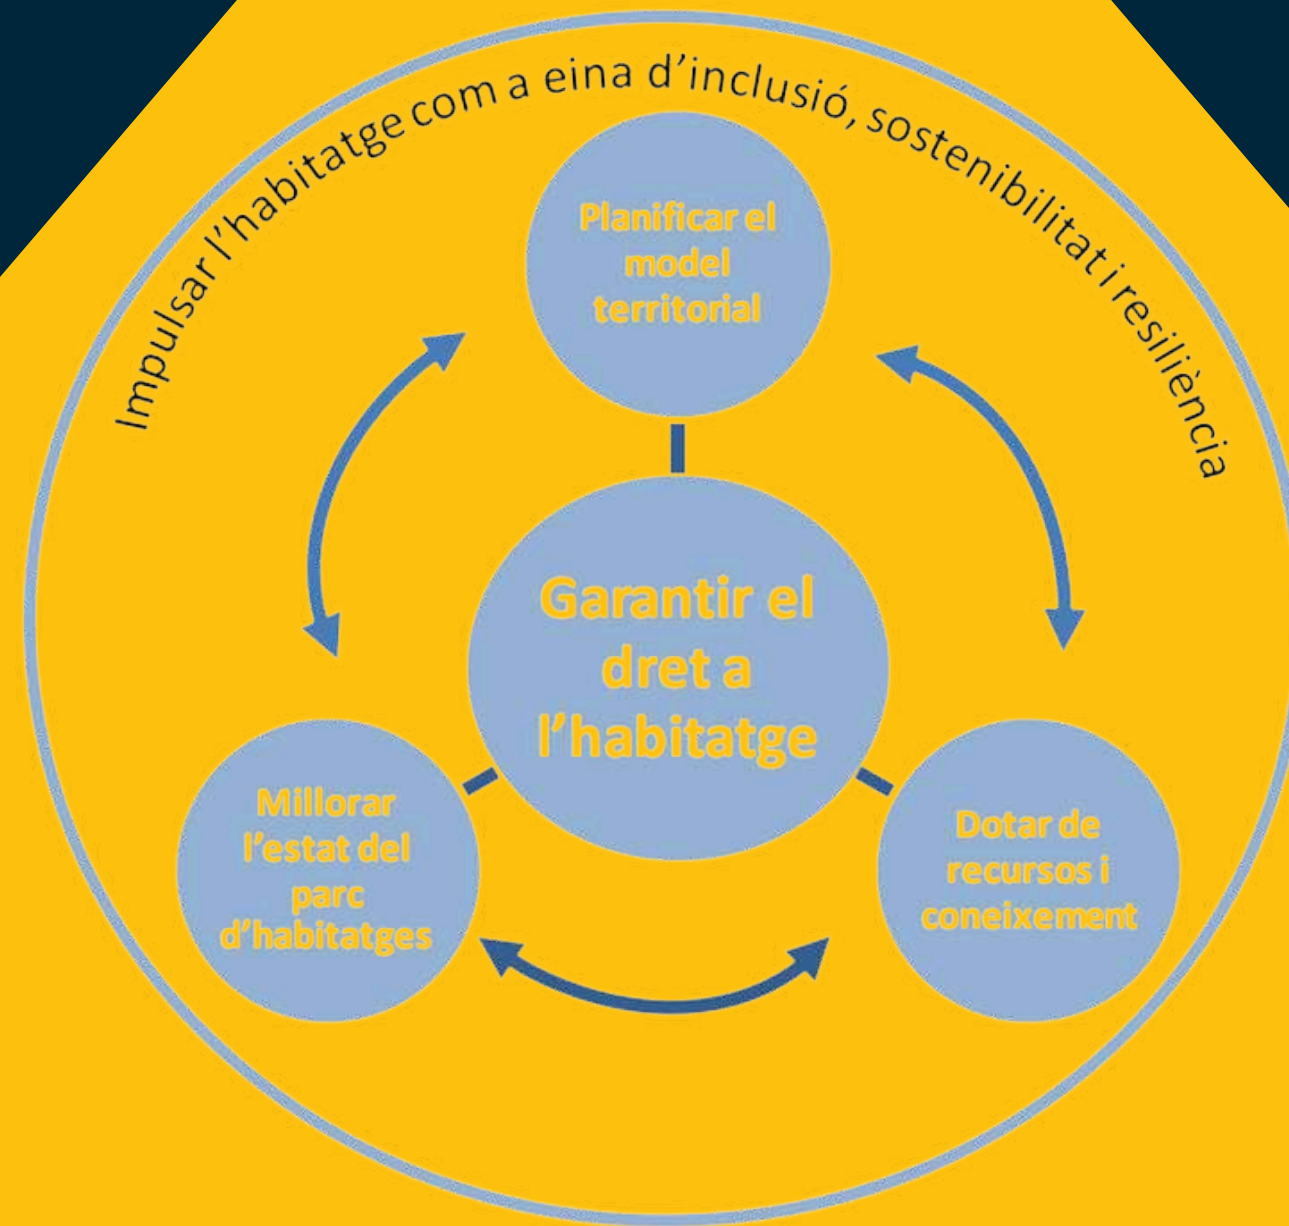 Impulsar l'habitatge com a eina d'inclusió, sostenibilitat i resiliència
Planificar el
model
territorial
Garantir el
dret a
l'habitatge
Millorar
l'estat del
parc
d'habitatges
Dotar de
recursos i
coneixement